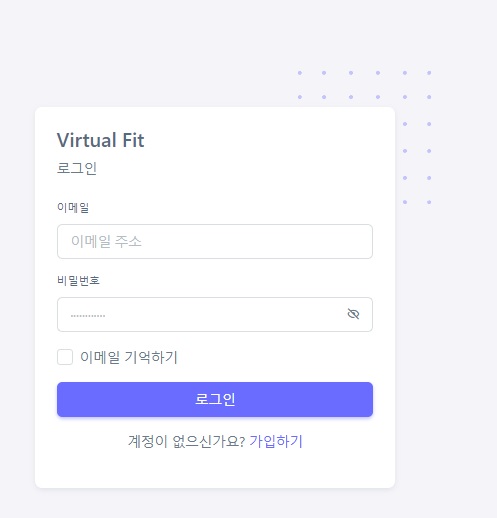 Virtual Fit
로그인
이메일
이메일 주소
비밀번호
············
이메일 기억하기
로그인
계정이 없으신가요? 가입하기